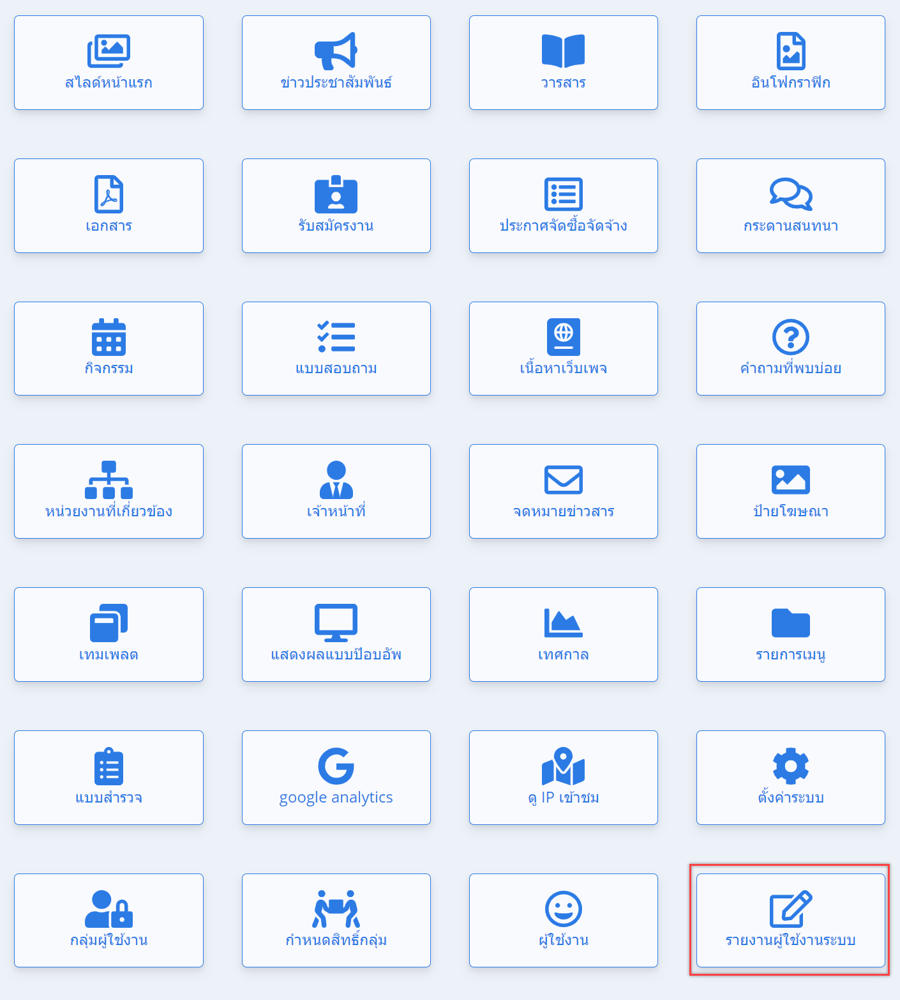 สไลด์หน้าแรก
ข่าวประชาสัมพันธ์
วารสาร
อินโฟกราฟิก
เอกสาร
รับสมัครงาน
ประกาศจัดซื้อจัดจ้าง
กระดานสนทนา
กิจกรรม
แบบสอบถาม
เนื้อหาเว็บเพจ
คำถามที่พบบ่อย
หน่วยงานที่เกี่ยวข้อง
เจ้าหน้าที่
จดหมายข่าวสาร
ป้ายโฆษณา
เทมเพลต
แสดงผลแบบป๊อบอัพ
เทศกาล
รายการเมนู
แบบสำรวจ
google analytics
ดู IP เข้าชม
ตั้งค่าระบบ
กลุ่มผู้ใช้งาน
กำหนดสิทธิ์กลุ่ม
ผู้ใช้งาน
รายงานผู้ใช้งานระบบ